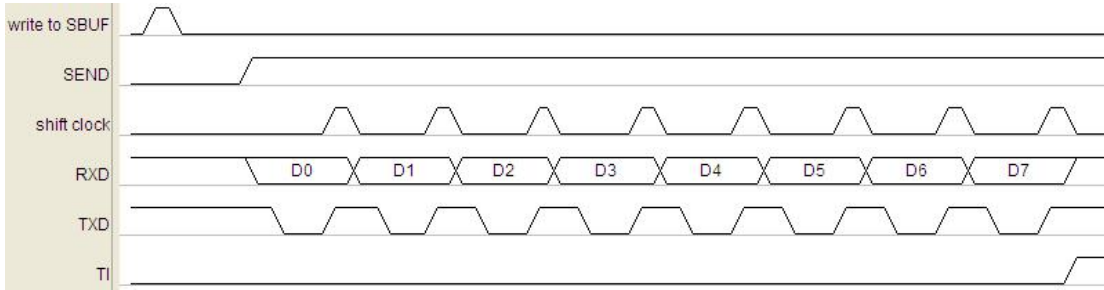 write to SBUF
SEND
shift clock
RXD D0 D1 D2 D3 D4 D5 D6 D7
TXD
TI